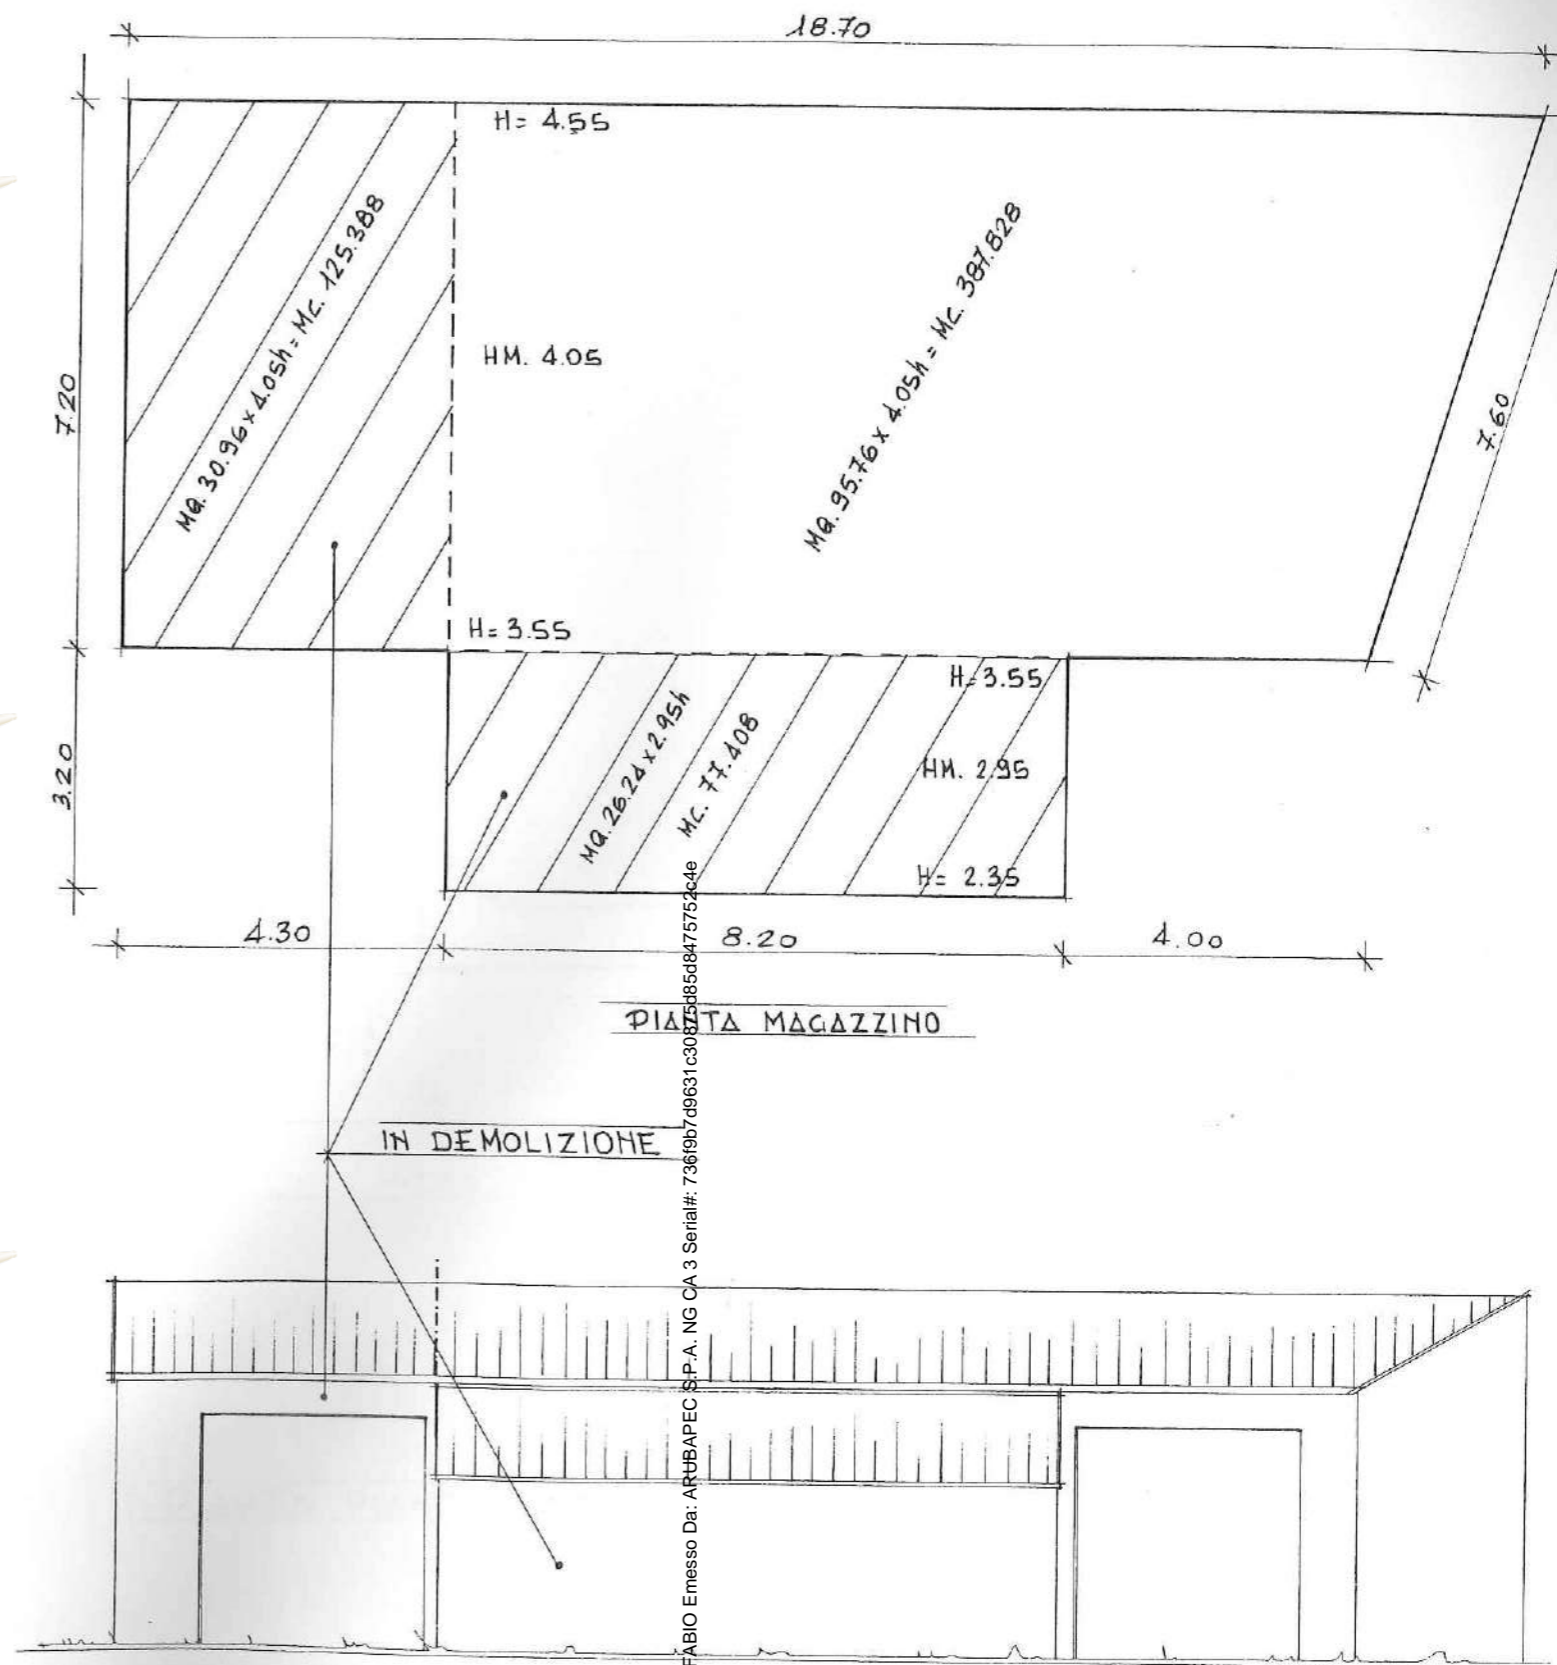 18.70
H= 4.55
MQ. 30.96 x 4.05h = MC. 125.388
MQ. 95.76 x 4.05h = MC. 387.828
HM. 4.05
7.20
7.60
H= 3.55
H= 3.55
MQ. 26.24 x 2.95h
MC. 77.408
HM. 2.95
3.20
H= 2.35
4.30
8.20
4.00
PIANTA MAGAZZINO
IN DEMOLIZIONE
FABIO Emesso Da: ARUBAPEC S.P.A. NG CA 3 Serial#: 736f9b7d9631c30875d85d8475752c4e